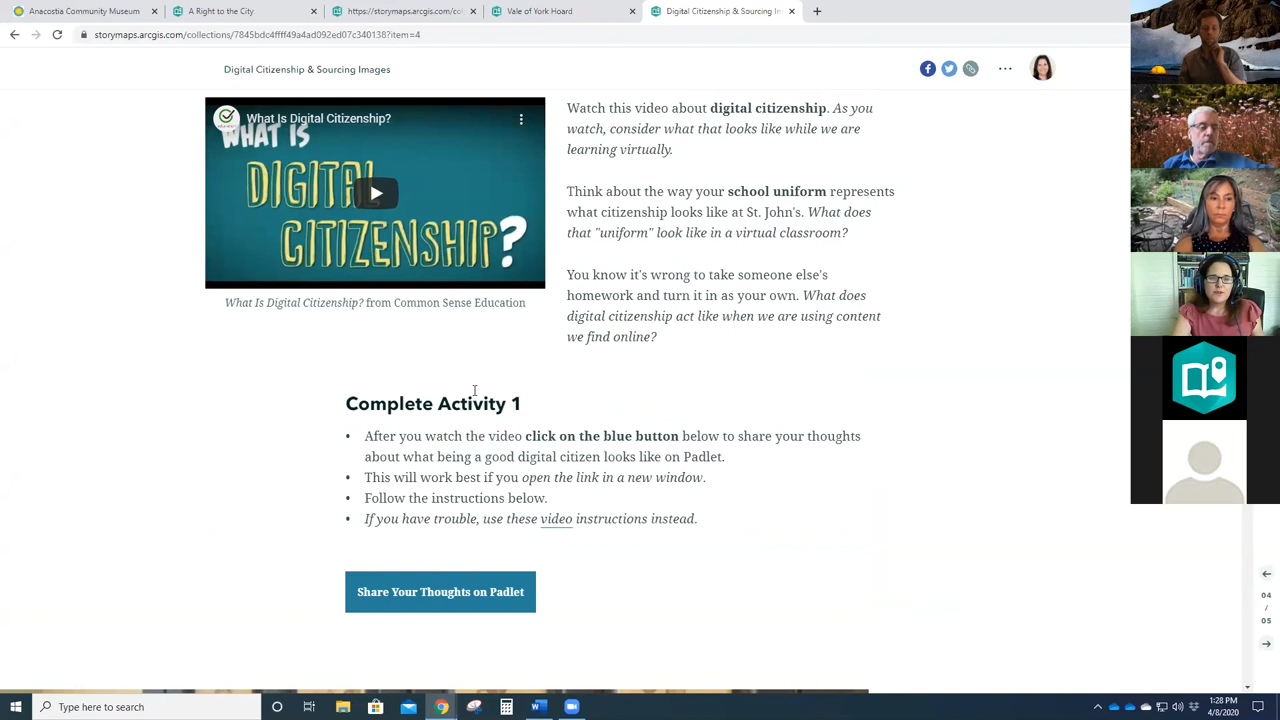 Anacostia Community Museum
A Right to the City
https://storymaps.arcgis.com/col
Vale of York Hoard
Digital Citizenship & Sourcing Im
storymaps.arcgis.com/collections/7845bdc4ffff49a4ad092ed07c340138?item=4
Digital Citizenship & Sourcing Images
What Is Digital Citizenship?
WHAT IS
DIGITAL
CITIZENSHIP?
What Is Digital Citizenship? from Common Sense Education
Watch this video about digital citizenship. As you
watch, consider what that looks like while we are
learning virtually.
Think about the way your school uniform represents
what citizenship looks like at St. John's. What does
that "uniform" look like in a virtual classroom?
You know it's wrong to take someone else's
homework and turn it in as your own. What does
digital citizenship act like when we are using content
we find online?
Complete Activity 1
• After you watch the video click on the blue button below to share your thoughts
about what being a good digital citizen looks like on Padlet.
• This will work best if you open the link in a new window.
• Follow the instructions below.
• If you have trouble, use these video instructions instead.
Share Your Thoughts on Padlet
04
/
05
Type here to search
1:28 PM
4/8/2020